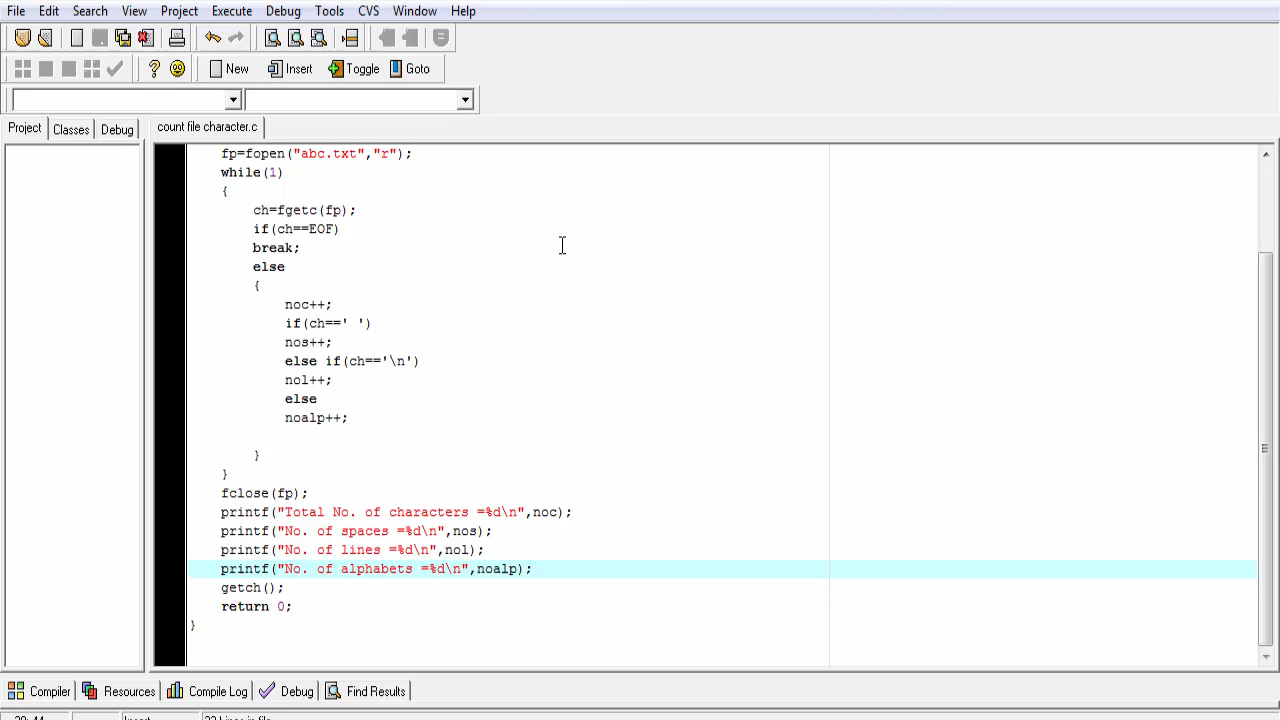 File Edit Search View Project Execute Debug Tools CVS Window Help
New Insert Toggle Goto
Project Classes Debug count file character.c
fp=fopen("abc.txt","r");
while(1)
{
ch=fgetc(fp);
if(ch==EOF)
break;
else
{
noc++;
if(ch==' ')
nos++;
else if(ch=='\n')
nol++;
else
noalp++;
}
}
fclose(fp);
printf("Total No. of characters =%d\n",noc);
printf("No. of spaces =%d\n",nos);
printf("No. of lines =%d\n",nol);
printf("No. of alphabets =%d\n",noalp);
getch();
return 0;
}
Compiler Resources Compile Log Debug Find Results
Insert Lines in file